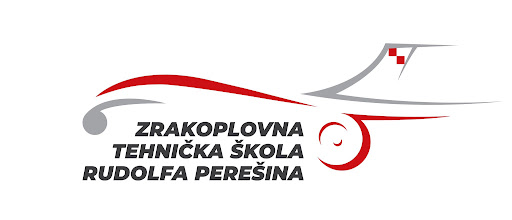 ZRAKOPLOVNA
TEHNIČKA ŠKOLA
RUDOLFA PEREŠINA